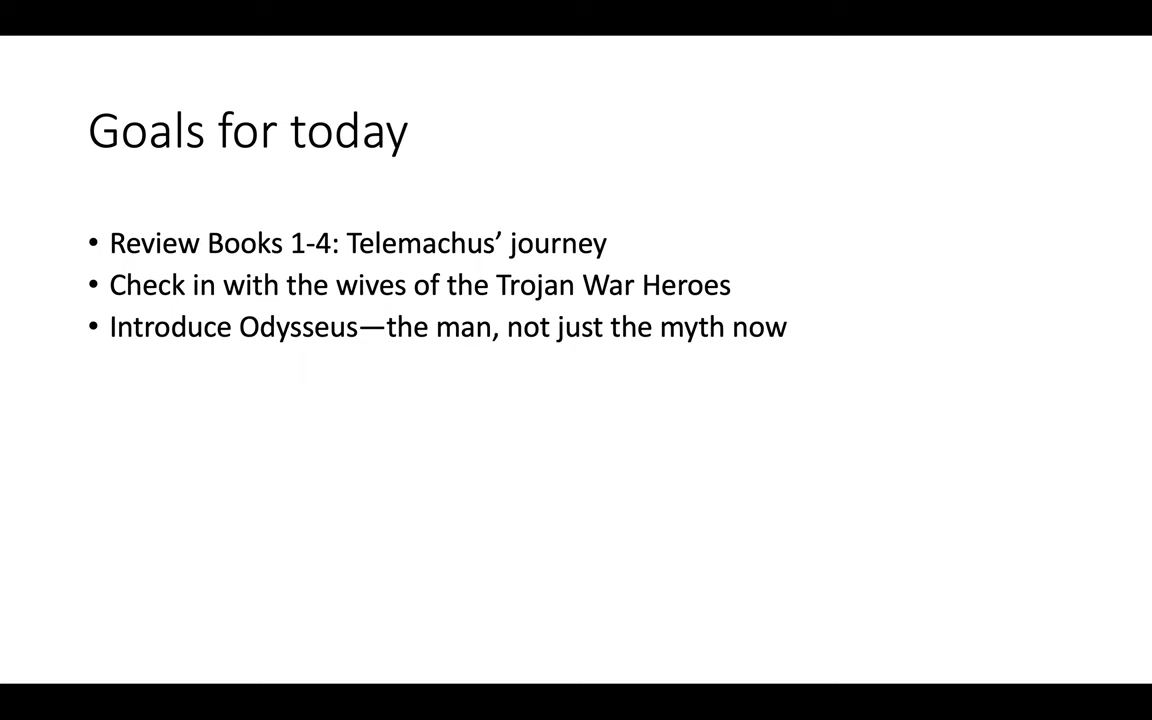 Goals for today
• Review Books 1-4: Telemachus’ journey
• Check in with the wives of the Trojan War Heroes
• Introduce Odysseus—the man, not just the myth now